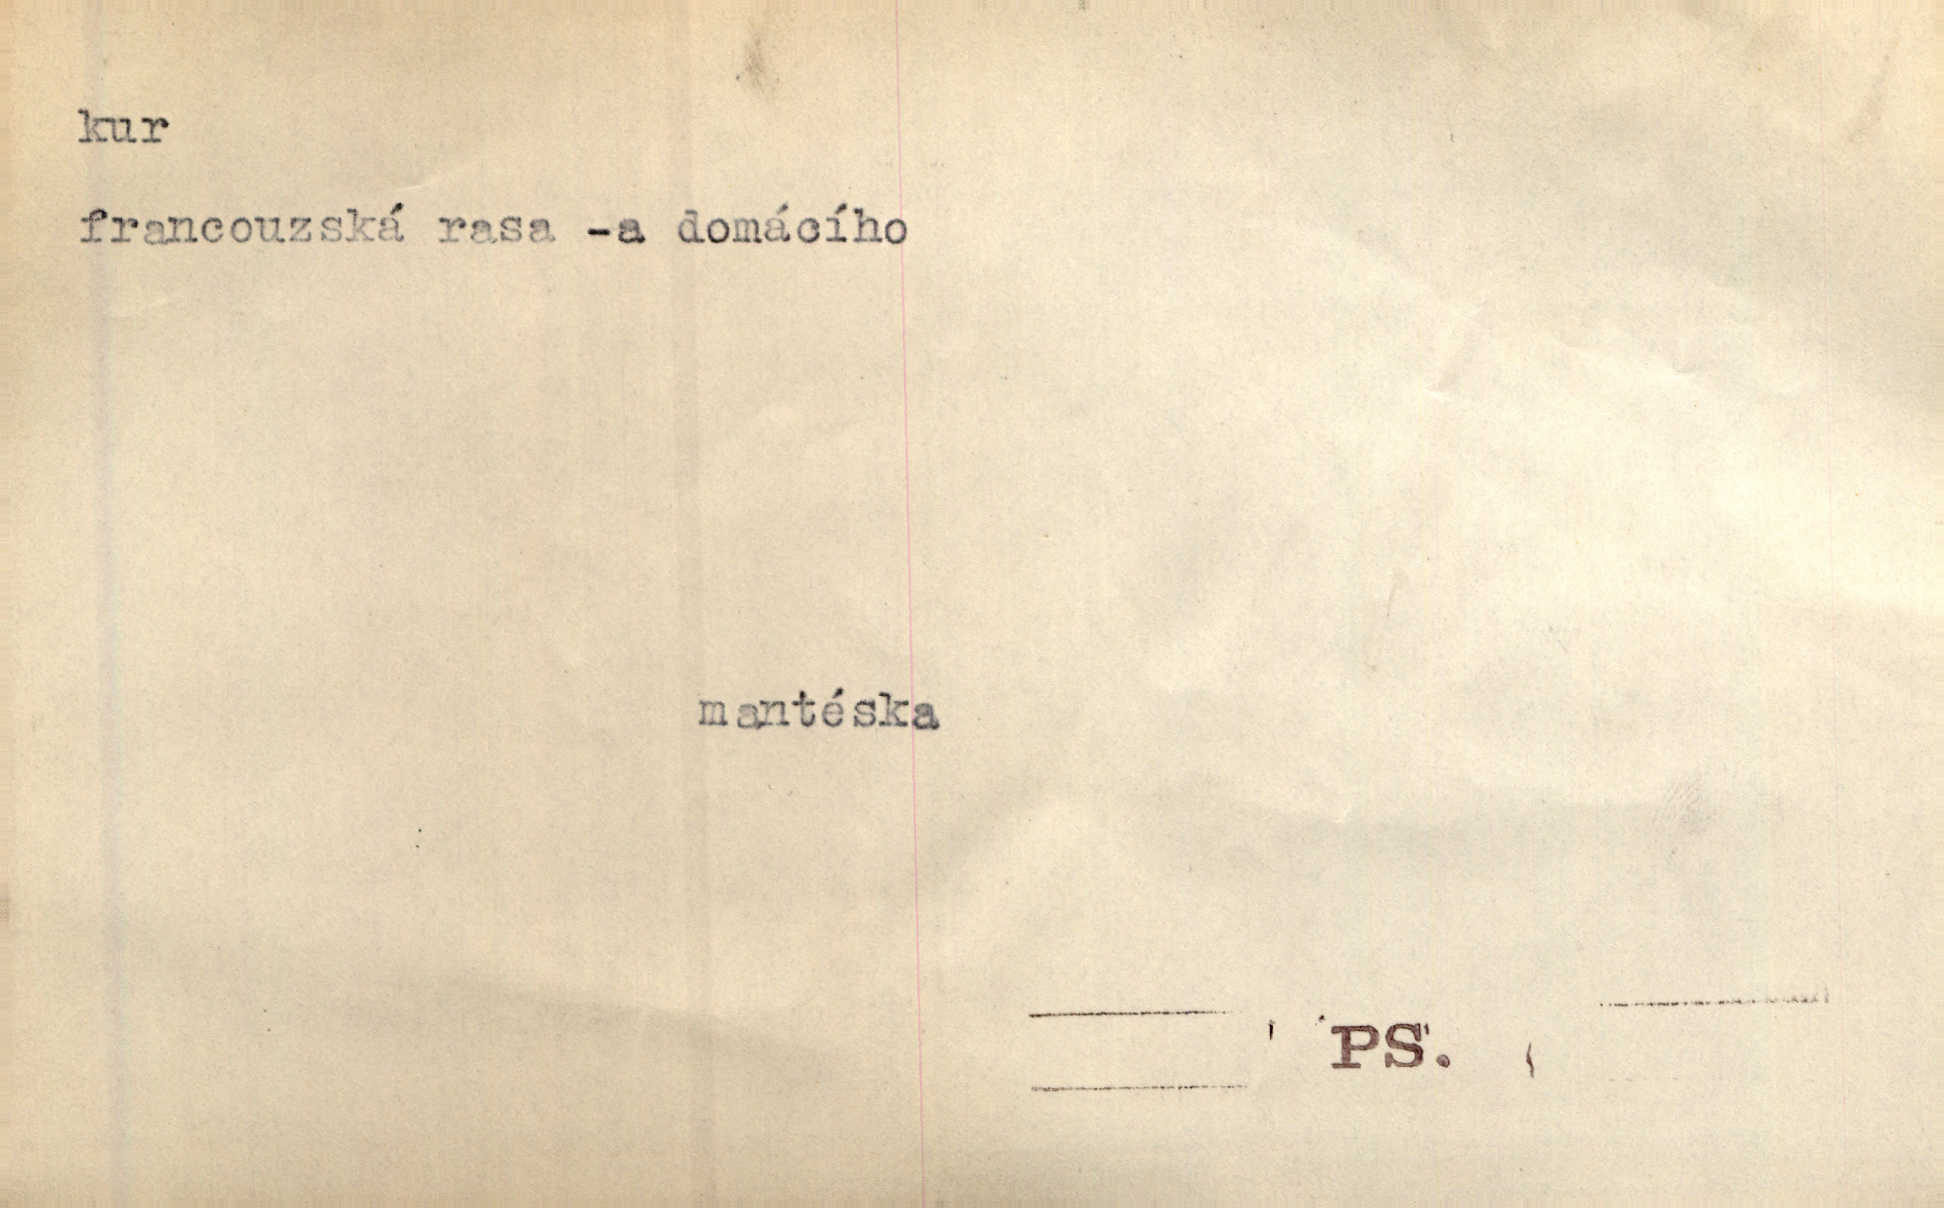 kur
francouzská rasa -a domácího
mantéska
PS.